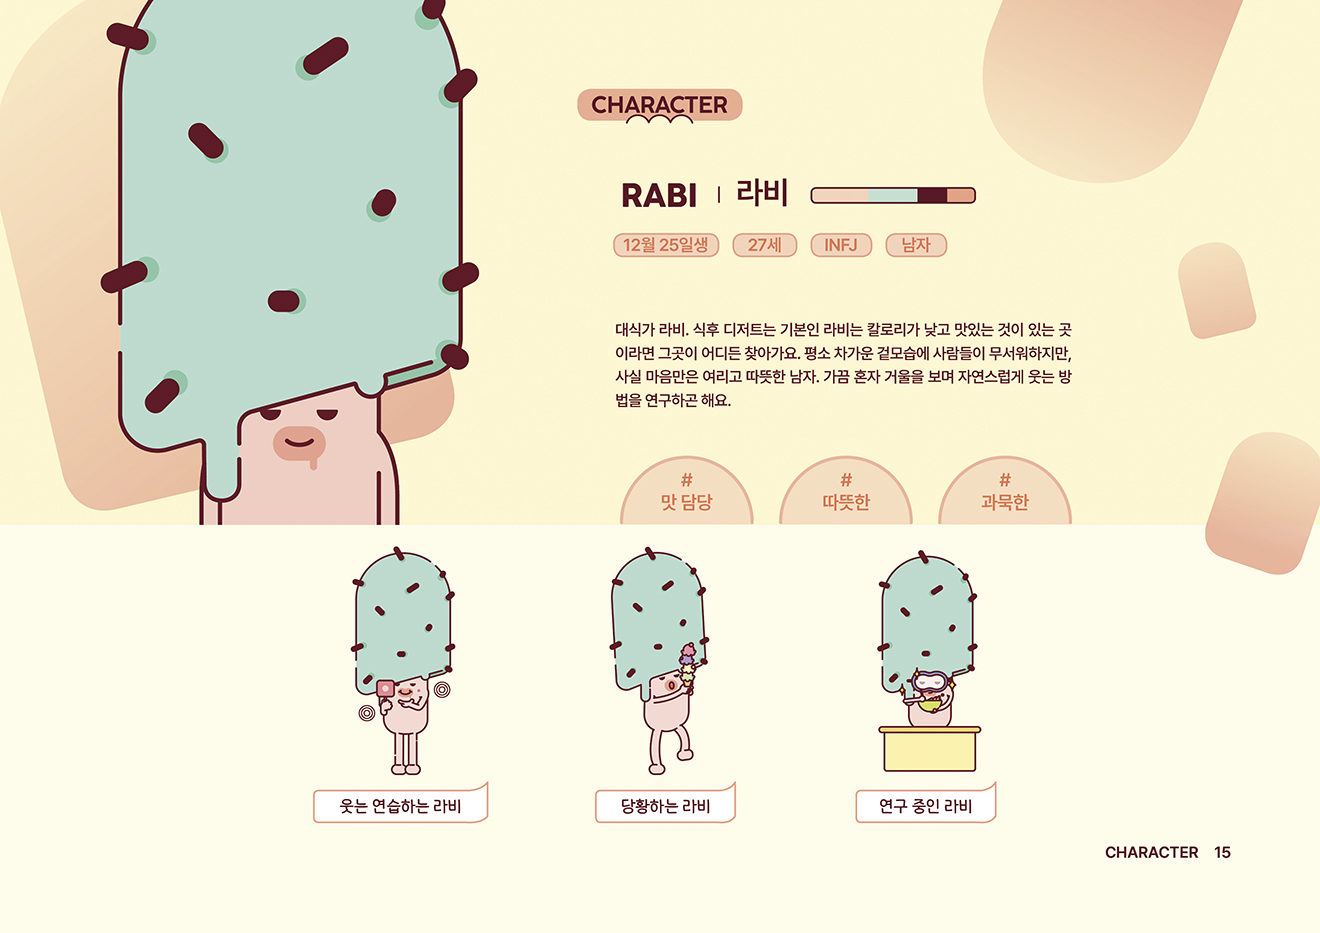 CHARACTER
RABI | 라비
12월 25일생 27세 INFJ 남자
대식가 라비. 식후 디저트는 기본인 라비는 칼로리가 낮고 맛있는 것이 있는 곳
이라면 그곳이 어디든 찾아가요. 평소 차가운 겉모습에 사람들이 무서워하지만,
사실 마음만은 여리고 따뜻한 남자. 가끔 혼자 거울을 보며 자연스럽게 웃는 방
법을 연구하곤 해요.
# # #
맛 담당 따뜻한 과묵한
웃는 연습하는 라비 당황하는 라비 연구 중인 라비
CHARACTER 15